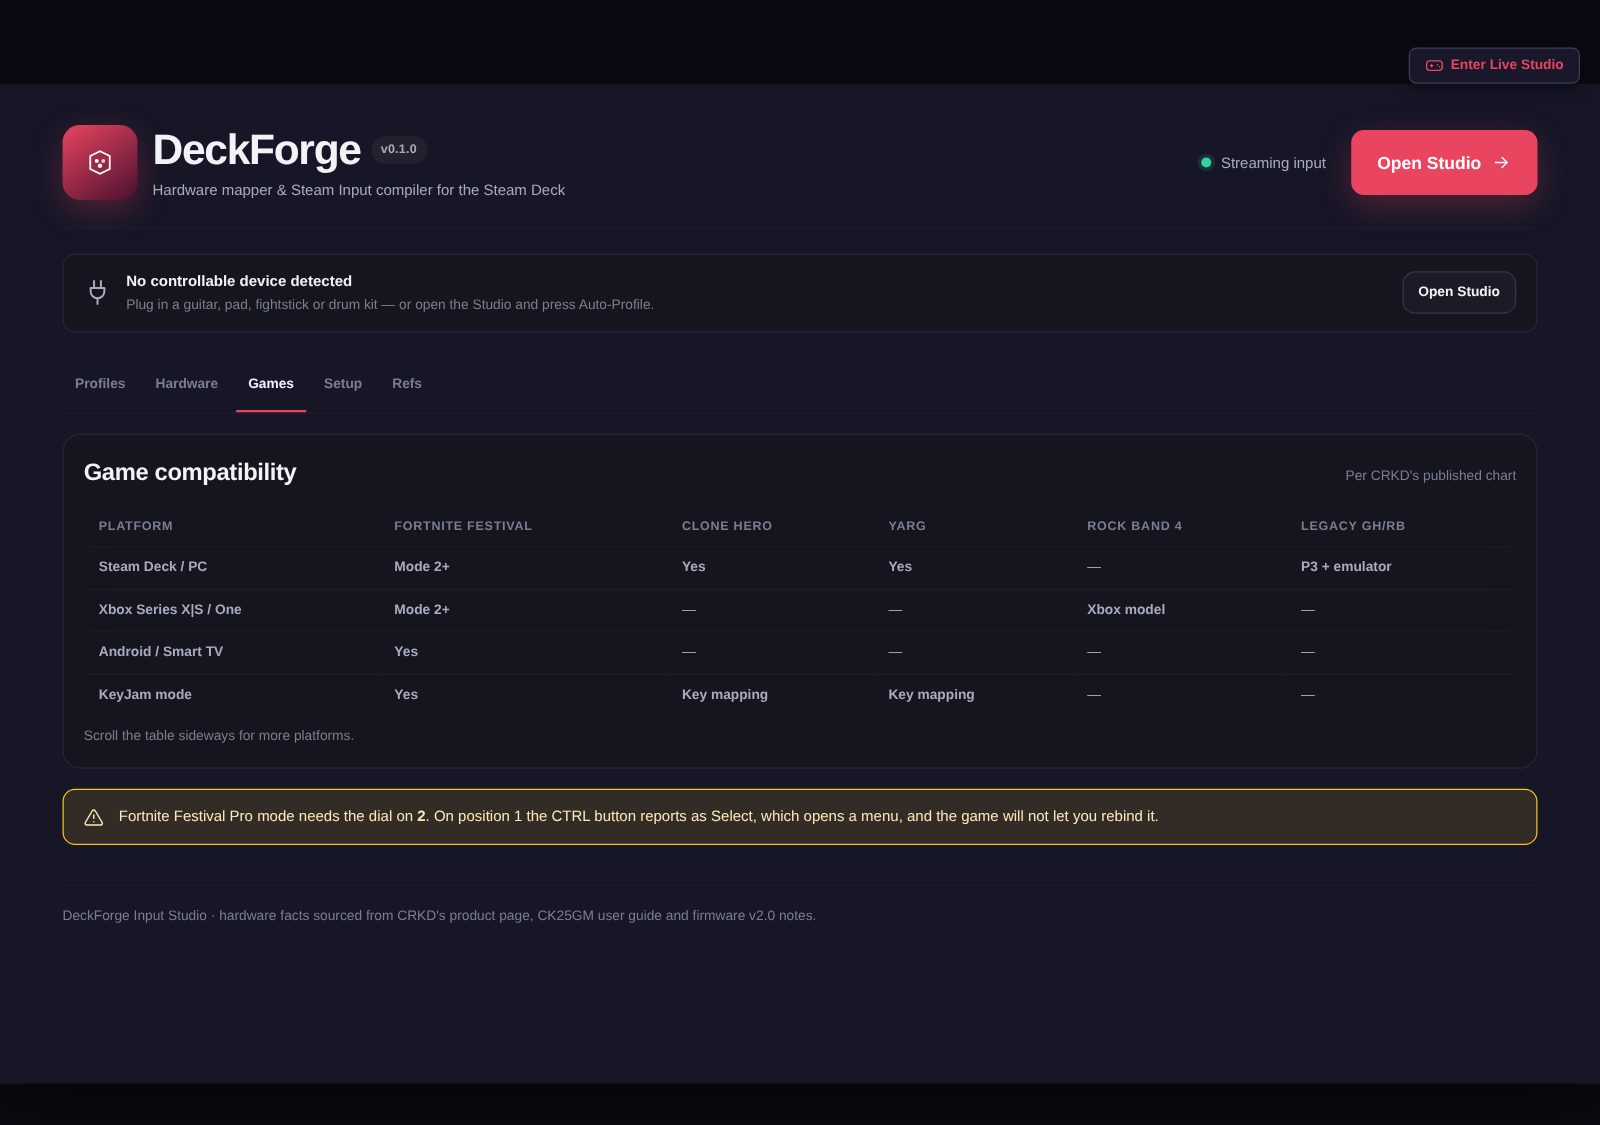 Enter Live Studio
DeckForge v0.1.0
Hardware mapper & Steam Input compiler for the Steam Deck
Streaming input
Open Studio
No controllable device detected
Plug in a guitar, pad, fightstick or drum kit — or open the Studio and press Auto-Profile.
Open Studio
Profiles Hardware Games Setup Refs
Game compatibility
Per CRKD's published chart
PLATFORM FORTNITE FESTIVAL CLONE HERO YARG ROCK BAND 4 LEGACY GH/RB
Steam Deck / PC Mode 2+ Yes Yes — P3 + emulator
Xbox Series X|S / One Mode 2+ — — Xbox model —
Android / Smart TV Yes — — — —
KeyJam mode Yes Key mapping Key mapping — —
Scroll the table sideways for more platforms.
Fortnite Festival Pro mode needs the dial on 2. On position 1 the CTRL button reports as Select, which opens a menu, and the game will not let you rebind it.
DeckForge Input Studio · hardware facts sourced from CRKD's product page, CK25GM user guide and firmware v2.0 notes.